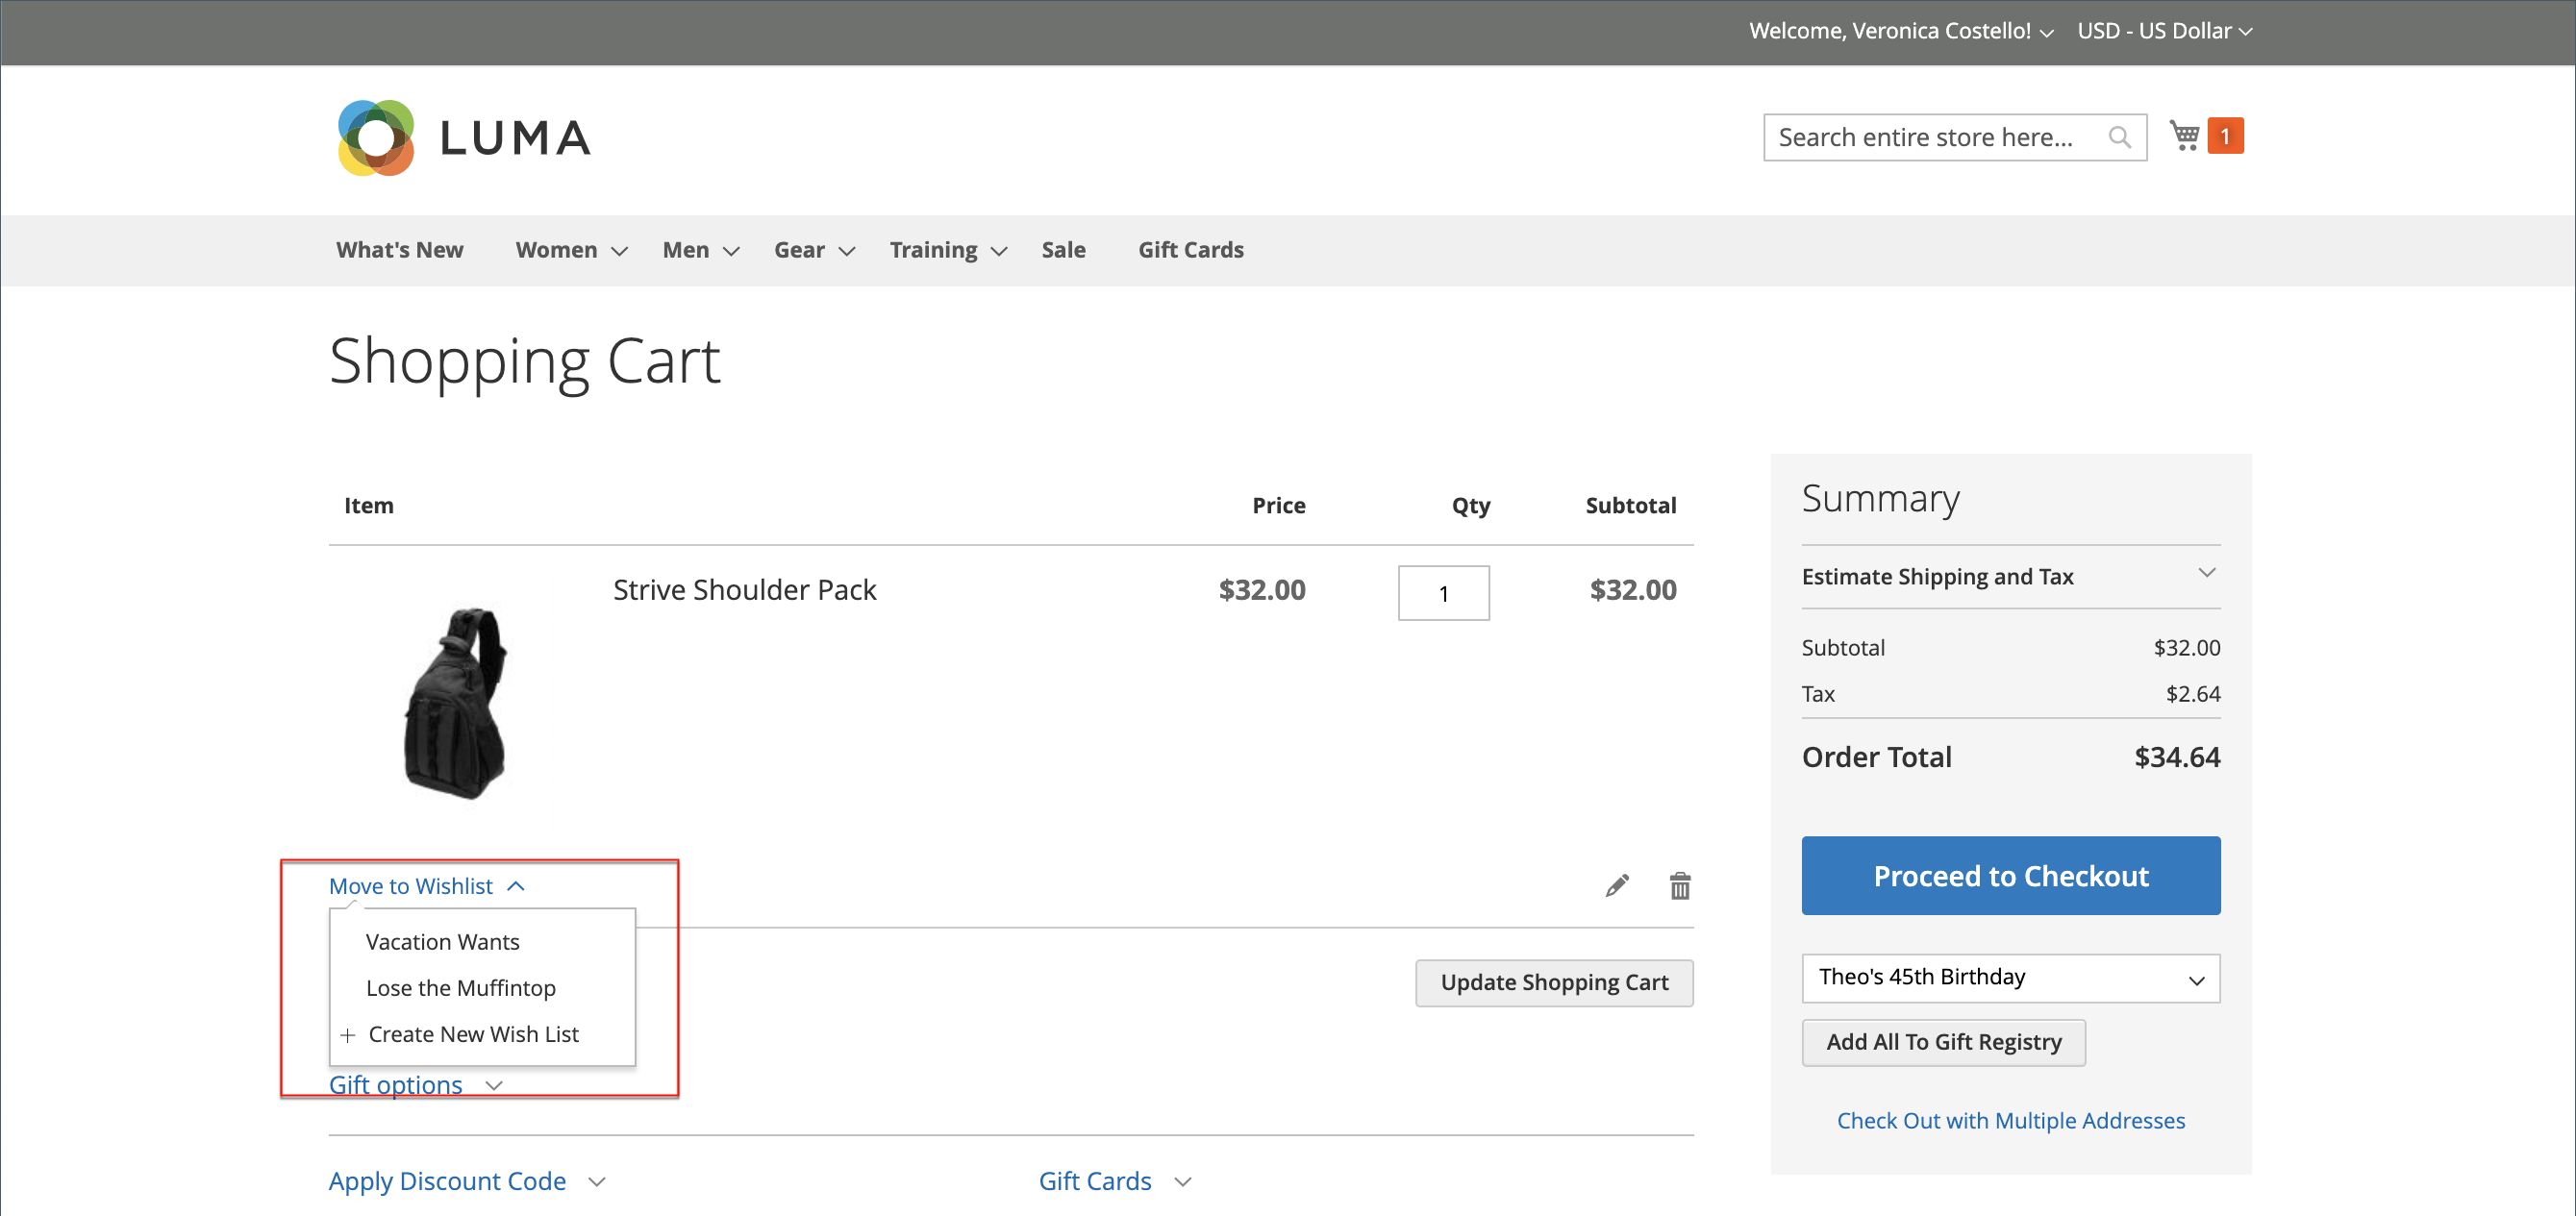 Welcome, Veronica Costello! USD - US Dollar
LUMA
Search entire store here... 1
What's New Women Men Gear Training Sale Gift Cards
Shopping Cart
Item Price Qty Subtotal
Strive Shoulder Pack $32.00 1 $32.00
Move to Wishlist
Vacation Wants
Lose the Muffintop
+ Create New Wish List
Update Shopping Cart
Gift options
Apply Discount Code Gift Cards
Summary
Estimate Shipping and Tax
Subtotal $32.00
Tax $2.64
Order Total $34.64
Proceed to Checkout
Theo's 45th Birthday
Add All To Gift Registry
Check Out with Multiple Addresses